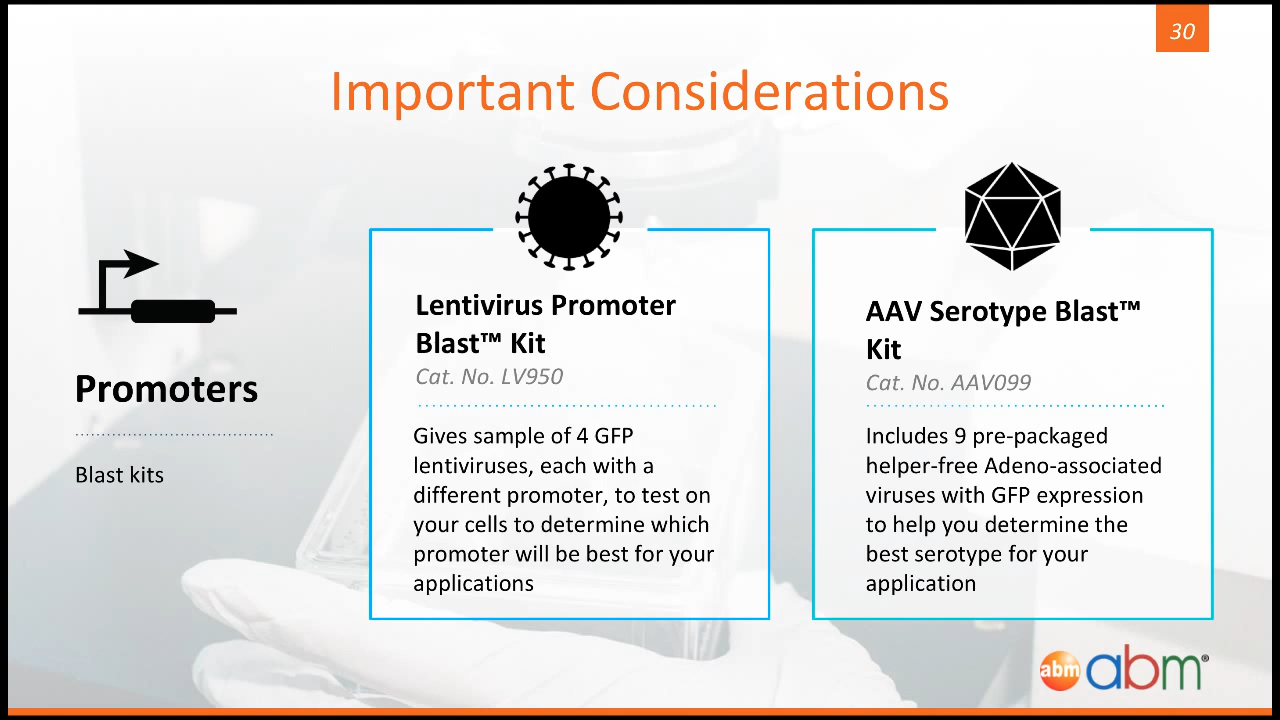 30
Important Considerations
Promoters
Blast kits
Lentivirus Promoter
Blast™ Kit
Cat. No. LV950
Gives sample of 4 GFP
lentiviruses, each with a
different promoter, to test on
your cells to determine which
promoter will be best for your
applications
AAV Serotype Blast™
Kit
Cat. No. AAV099
Includes 9 pre-packaged
helper-free Adeno-associated
viruses with GFP expression
to help you determine the
best serotype for your
application
abm abm®